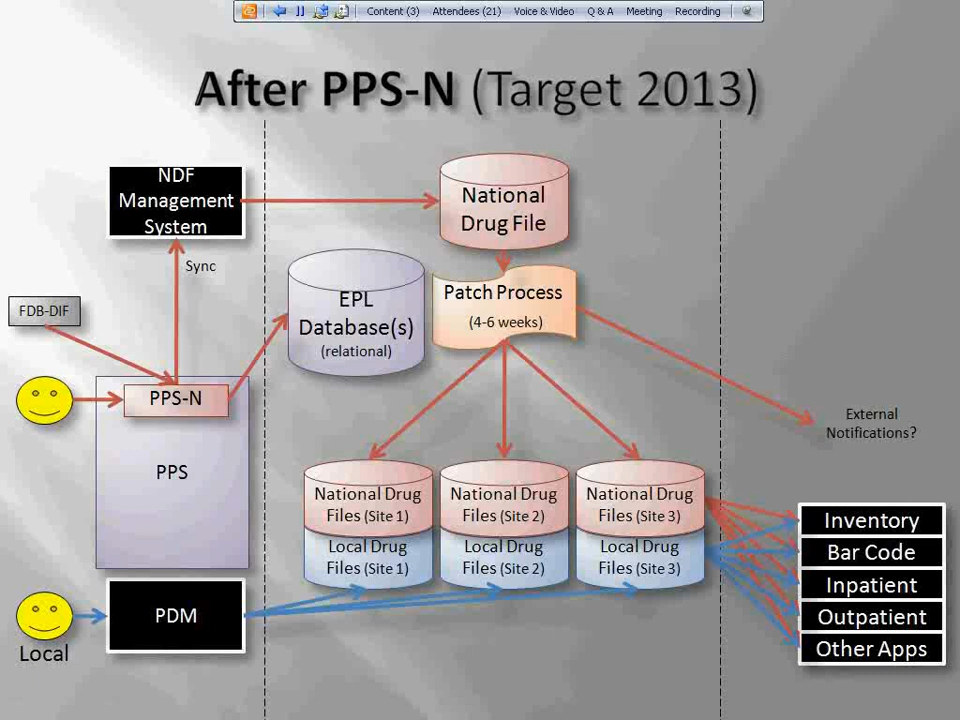 Content (3) Attendees (21) Voice & Video Q & A Meeting Recording
After PPS-N (Target 2013)
NDF
Management
System
National
Drug File
Sync
EPL
Database(s)
(relational)
Patch Process
(4-6 weeks)
FDB-DIF
PPS-N
PPS
External
Notifications?
National Drug
Files (Site 1)
National Drug
Files (Site 2)
National Drug
Files (Site 3)
Local Drug
Files (Site 1)
Local Drug
Files (Site 2)
Local Drug
Files (Site 3)
Inventory
Bar Code
Inpatient
Outpatient
Other Apps
PDM
Local